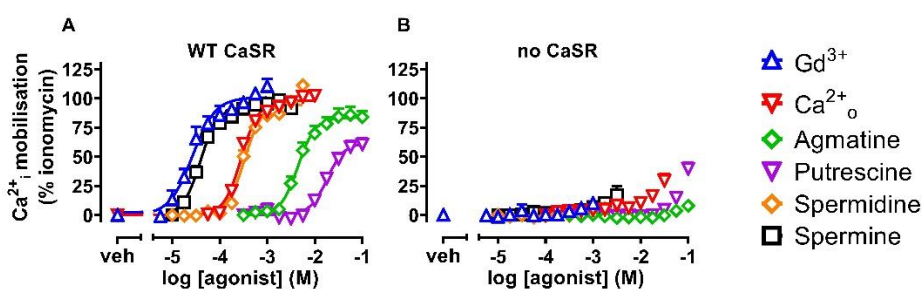 A
WT CaSR
B
no CaSR
Ca²⁺ᵢ mobilisation
(% ionomycin)
125
100
75
50
25
0
veh
-5
-4
-3
-2
-1
log [agonist] (M)
125
100
75
50
25
0
veh
-5
-4
-3
-2
-1
log [agonist] (M)
Gd³⁺
Ca²⁺ₒ
Agmatine
Putrescine
Spermidine
Spermine